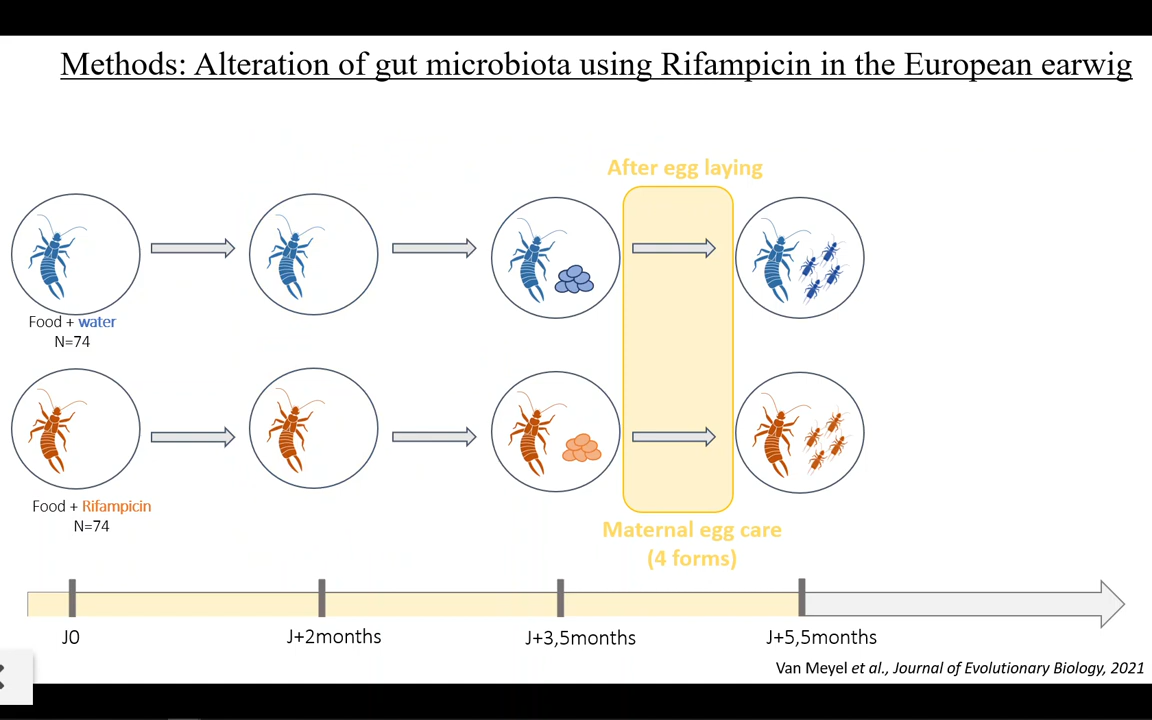 Methods: Alteration of gut microbiota using Rifampicin in the European earwig
After egg laying
Food + water
N=74
Food + Rifampicin
N=74
Maternal egg care
(4 forms)
J0
J+2months
J+3,5months
J+5,5months
Van Meyel et al., Journal of Evolutionary Biology, 2021